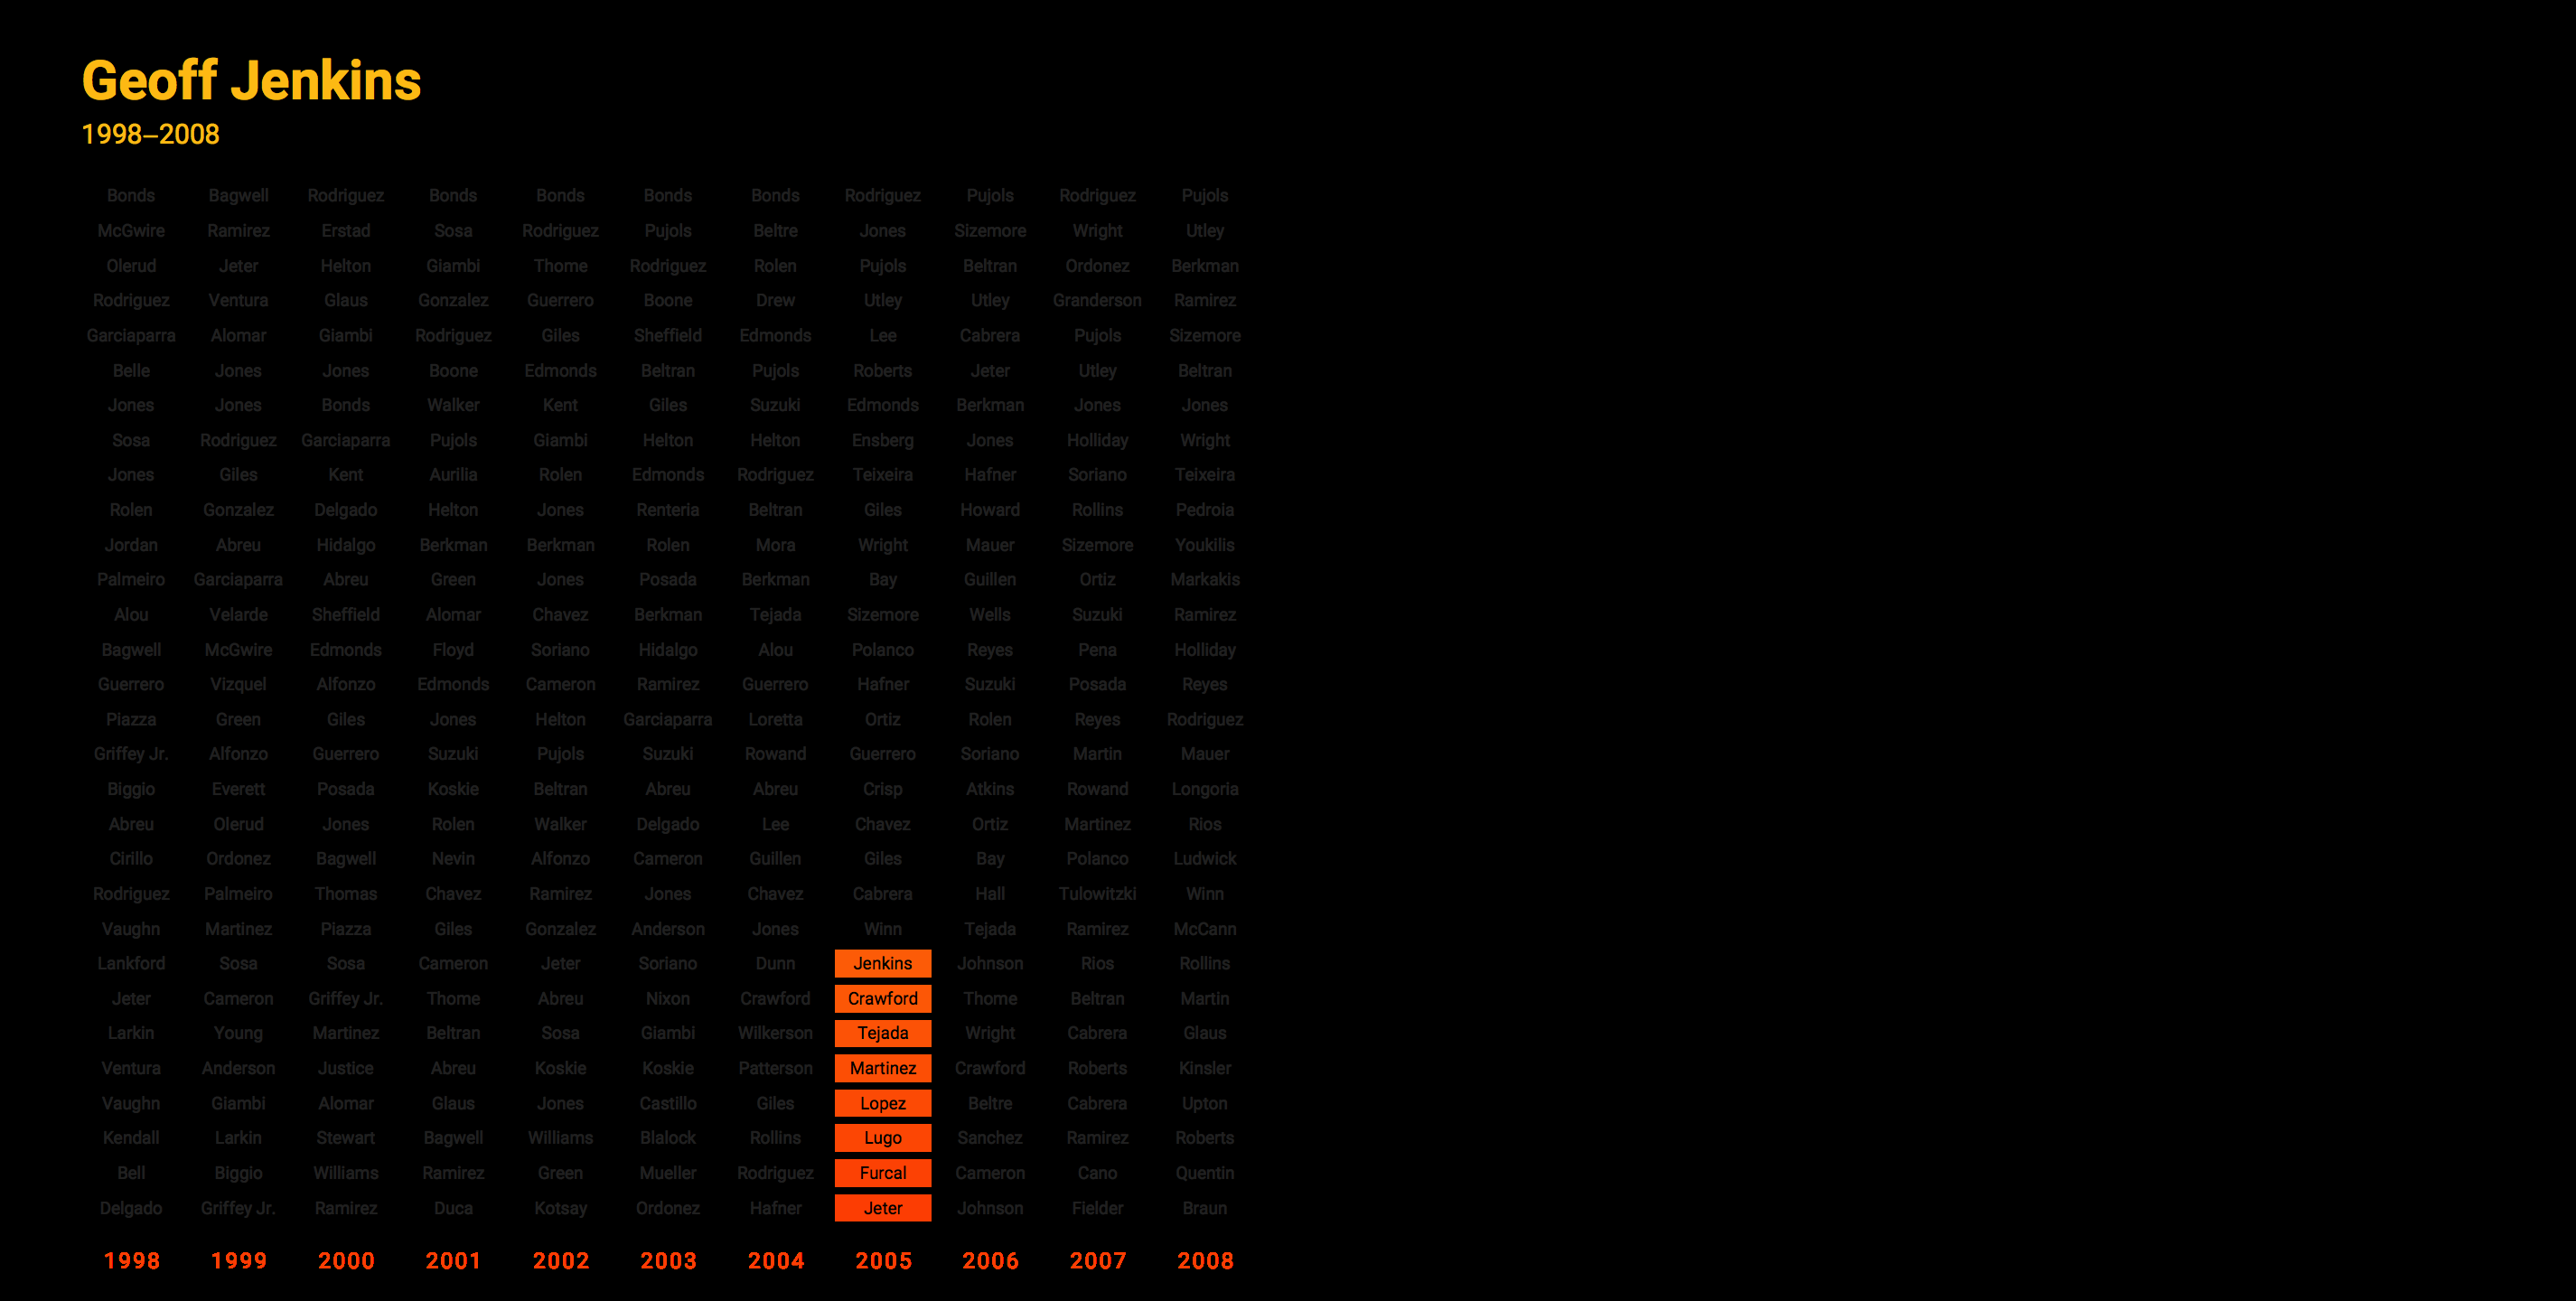 Geoff Jenkins
1998–2008
Bonds Bagwell Rodriguez Bonds Bonds Bonds Bonds Rodriguez Pujols Rodriguez Pujols
McGwire Ramirez Erstad Sosa Rodriguez Pujols Beltre Jones Sizemore Wright Utley
Olerud Jeter Helton Giambi Thome Rodriguez Rolen Pujols Beltran Ordonez Berkman
Rodriguez Ventura Glaus Gonzalez Guerrero Boone Drew Utley Utley Granderson Ramirez
Garciaparra Alomar Giambi Rodriguez Giles Sheffield Edmonds Lee Cabrera Pujols Sizemore
Belle Jones Jones Boone Edmonds Beltran Pujols Roberts Jeter Utley Beltran
Jones Jones Bonds Walker Kent Giles Suzuki Edmonds Berkman Jones Jones
Sosa Rodriguez Garciaparra Pujols Giambi Helton Helton Ensberg Jones Holliday Wright
Jones Giles Kent Aurilia Rolen Edmonds Rodriguez Teixeira Hafner Soriano Teixeira
Rolen Gonzalez Delgado Helton Jones Renteria Beltran Giles Howard Rollins Pedroia
Jordan Abreu Hidalgo Berkman Berkman Rolen Mora Wright Mauer Sizemore Youkilis
Palmeiro Garciaparra Abreu Green Jones Posada Berkman Bay Guillen Ortiz Markakis
Alou Velarde Sheffield Alomar Chavez Berkman Tejada Sizemore Wells Suzuki Ramirez
Bagwell McGwire Edmonds Floyd Soriano Hidalgo Alou Polanco Reyes Pena Holliday
Guerrero Vizquel Alfonzo Edmonds Cameron Ramirez Guerrero Hafner Suzuki Posada Reyes
Piazza Green Giles Jones Helton Garciaparra Loretta Ortiz Rolen Reyes Rodriguez
Griffey Jr. Alfonzo Guerrero Suzuki Pujols Suzuki Rowand Guerrero Soriano Martin Mauer
Biggio Everett Posada Koskie Beltran Abreu Abreu Crisp Atkins Rowand Longoria
Abreu Olerud Jones Rolen Walker Delgado Lee Chavez Ortiz Martinez Rios
Cirillo Ordonez Bagwell Nevin Alfonzo Cameron Guillen Giles Bay Polanco Ludwick
Rodriguez Palmeiro Thomas Chavez Ramirez Jones Chavez Cabrera Hall Tulowitzki Winn
Vaughn Martinez Piazza Giles Gonzalez Anderson Jones Winn Tejada Ramirez McCann
Lankford Sosa Sosa Cameron Jeter Soriano Dunn Jenkins Johnson Rios Rollins
Jeter Cameron Griffey Jr. Thome Abreu Nixon Crawford Crawford Thome Beltran Martin
Larkin Young Martinez Beltran Sosa Giambi Wilkerson Tejada Wright Cabrera Glaus
Ventura Anderson Justice Abreu Koskie Koskie Patterson Martinez Crawford Roberts Kinsler
Vaughn Giambi Alomar Glaus Jones Castillo Giles Lopez Beltre Cabrera Upton
Kendall Larkin Stewart Bagwell Williams Blalock Rollins Lugo Sanchez Ramirez Roberts
Bell Biggio Williams Ramirez Green Mueller Rodriguez Furcal Cameron Cano Quentin
Delgado Griffey Jr. Ramirez Duca Kotsay Ordonez Hafner Jeter Johnson Fielder Braun
1998 1999 2000 2001 2002 2003 2004 2005 2006 2007 2008